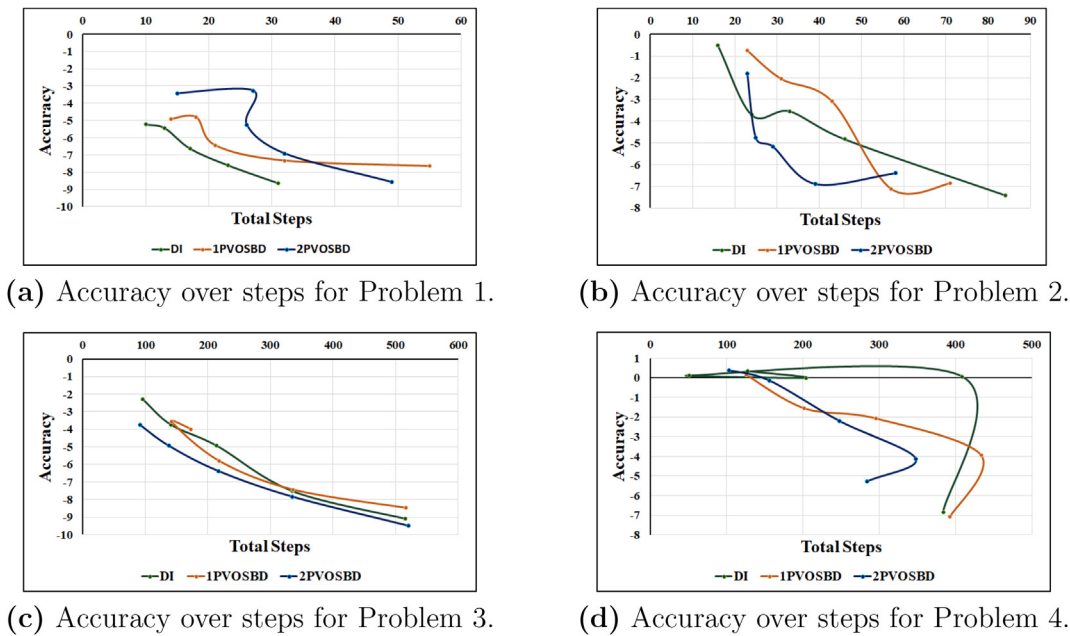 0 10 20 30 40 50 60
0
-1
-2
-3
-4
-5
-6
-7
-8
-9
-10
Accuracy
Total Steps
DI 1PVOSBD 2PVOSBD
(a) Accuracy over steps for Problem 1.
0 10 20 30 40 50 60 70 80 90
0
-1
-2
-3
-4
-5
-6
-7
-8
Accuracy
Total Steps
DI 1PVOSBD 2PVOSBD
(b) Accuracy over steps for Problem 2.
0 100 200 300 400 500 600
0
-1
-2
-3
-4
-5
-6
-7
-8
-9
-10
Accuracy
Total Steps
DI 1PVOSBD 2PVOSBD
(c) Accuracy over steps for Problem 3.
0 100 200 300 400 500
1
0
-1
-2
-3
-4
-5
-6
-7
-8
Accuracy
Total Steps
DI 1PVOSBD 2PVOSBD
(d) Accuracy over steps for Problem 4.